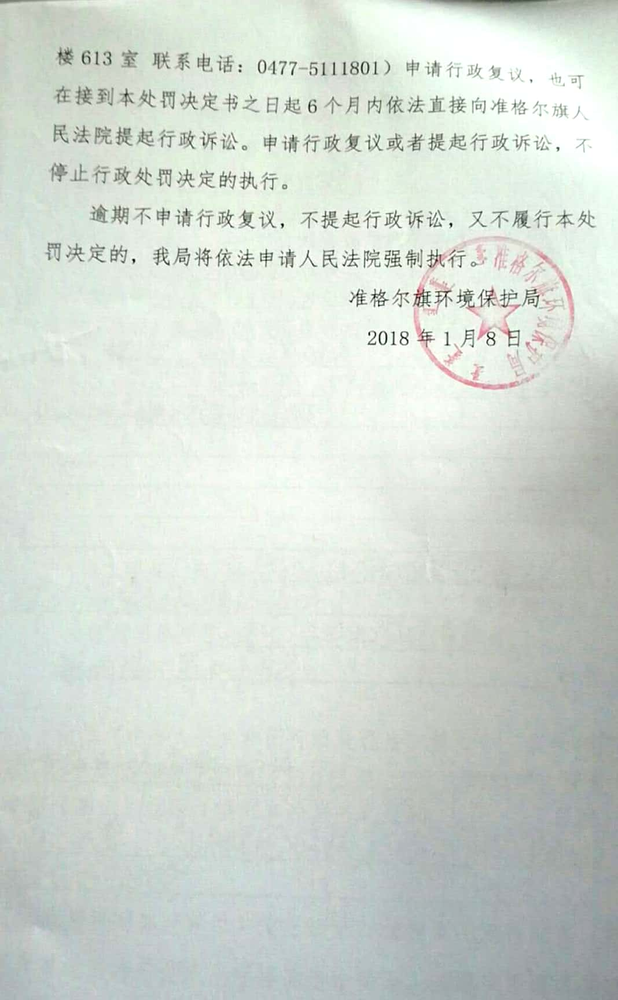 楼 613 室 联系电话：0477-5111801）申请行政复议，也可
在接到本处罚决定书之日起 6 个月内依法直接向准格尔旗人
民法院提起行政诉讼。申请行政复议或者提起行政诉讼，不
停止行政处罚决定的执行。
逾期不申请行政复议，不提起行政诉讼，又不履行本处
罚决定的，我局将依法申请人民法院强制执行。
准格尔旗环境保护局
2018 年 1 月 8 日
准格尔旗环境保护局